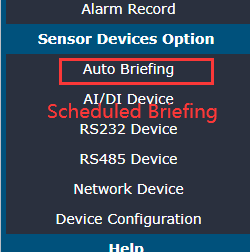 Alarm Record
Sensor Devices Option
Auto Briefing
AI/DI Device
Scheduled Briefing
RS232 Device
RS485 Device
Network Device
Device Configuration
Help